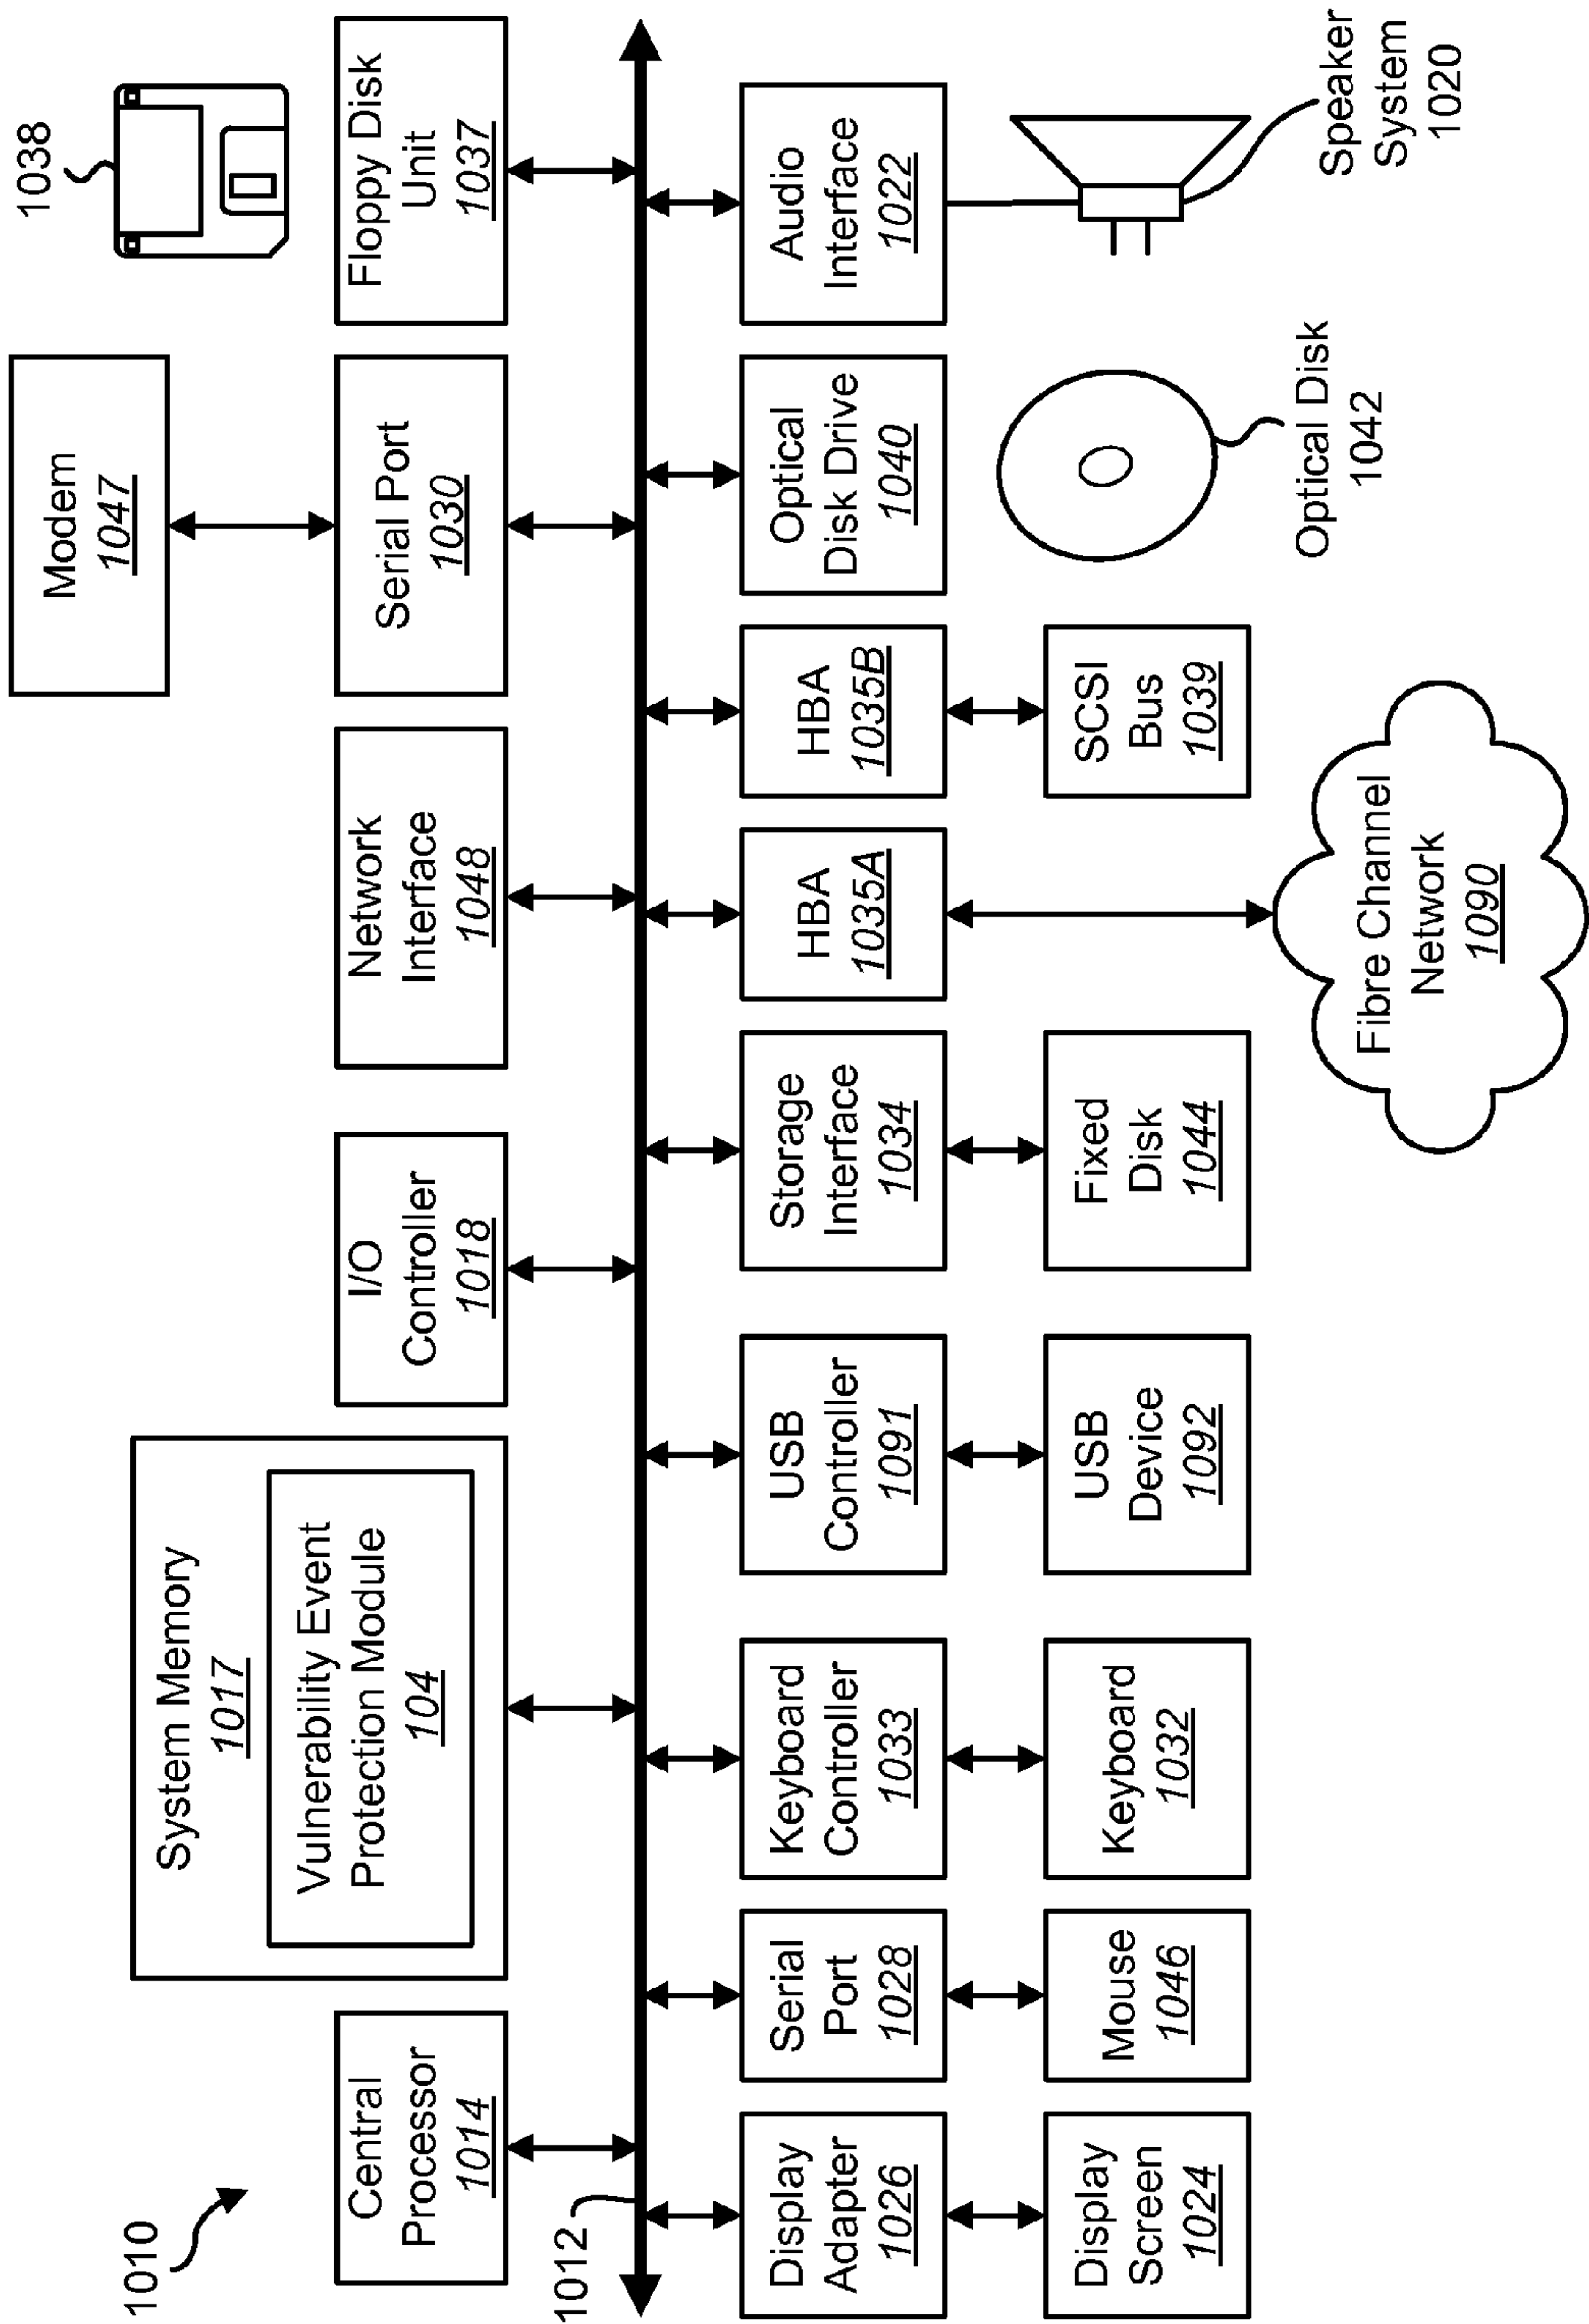 1010
System Memory
1017
Vulnerability Event
Protection Module
104
Modem
1047
1038
Central
Processor
1014
I/O
Controller
1018
Network
Interface
1048
Serial Port
1030
Floppy Disk
Unit
1037
1012
Display
Adapter
1026
Serial
Port
1028
Keyboard
Controller
1033
USB
Controller
1091
Storage
Interface
1034
HBA
1035A
HBA
1035B
Optical
Disk Drive
1040
Audio
Interface
1022
Display
Screen
1024
Mouse
1046
Keyboard
1032
USB
Device
1092
Fixed
Disk
1044
SCSI
Bus
1039
Fibre Channel
Network
1090
Optical Disk
1042
Speaker
System
1020